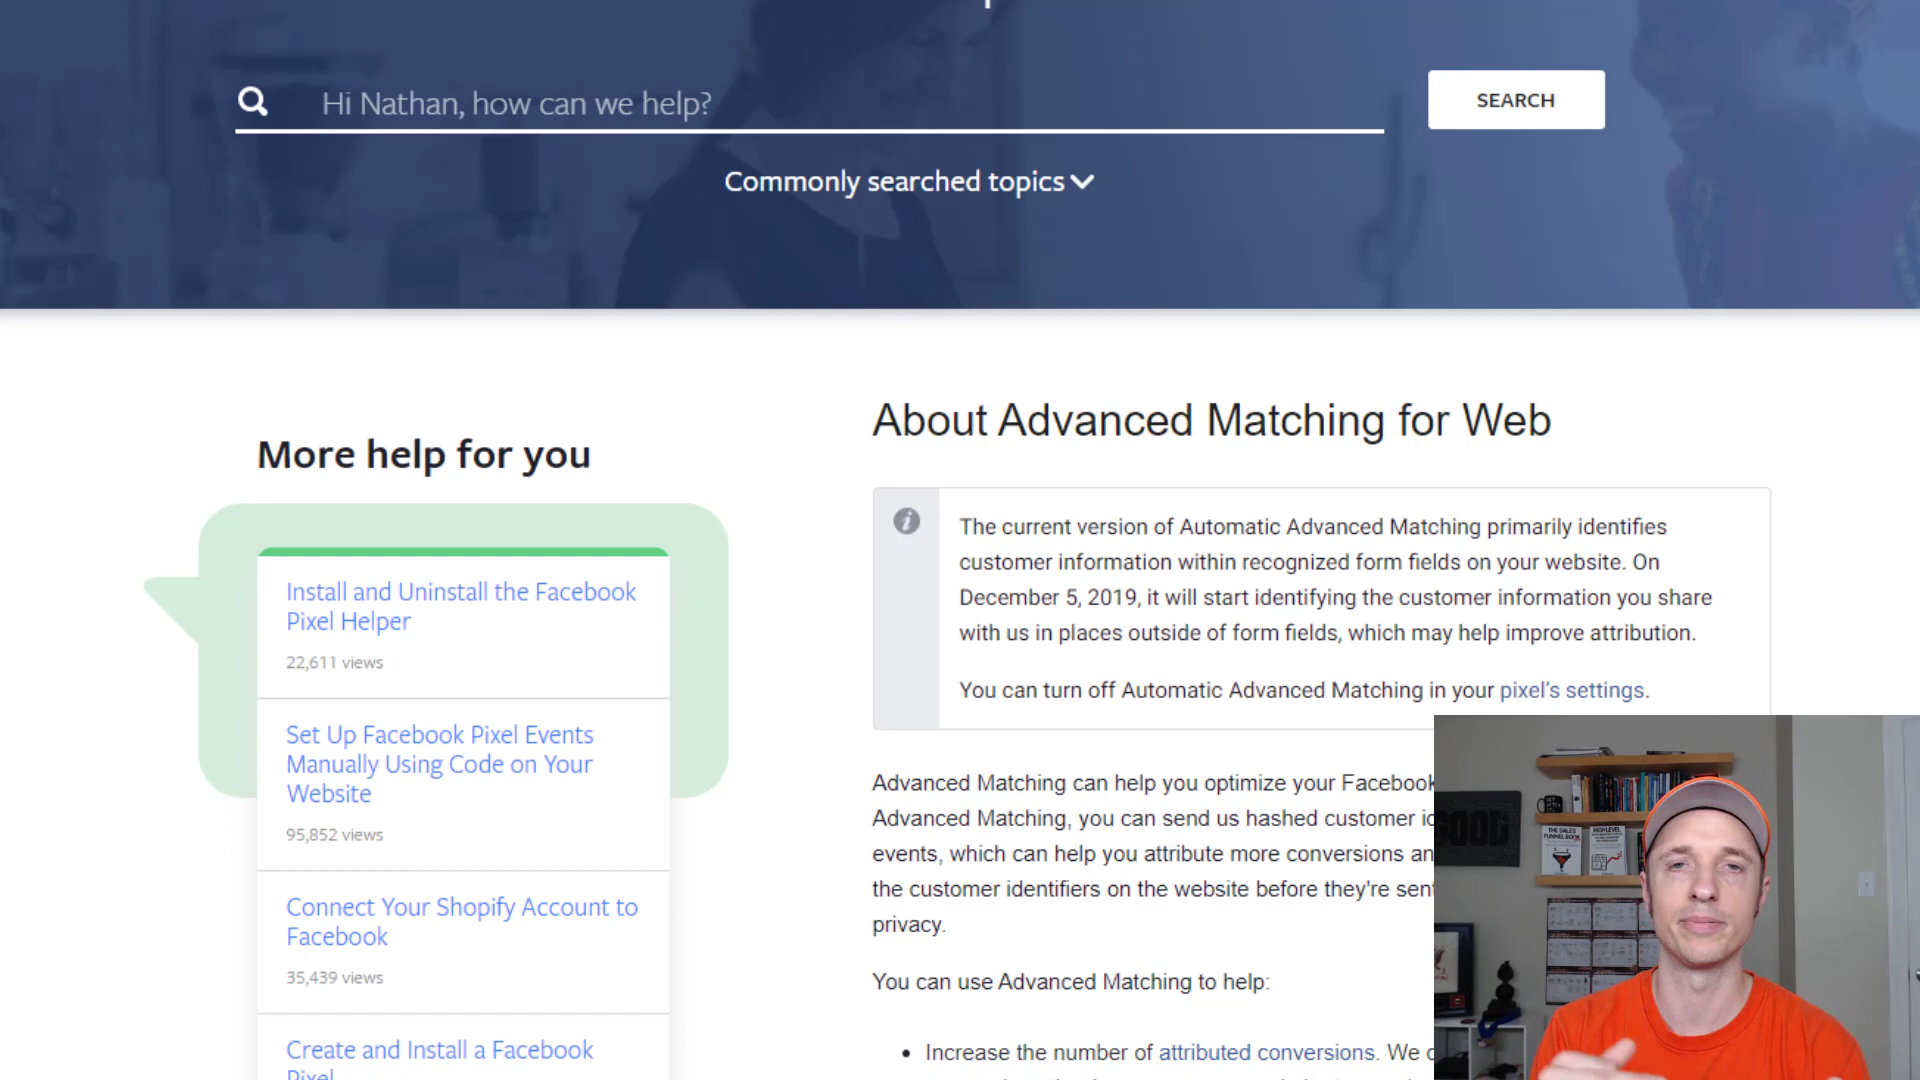 Hi Nathan, how can we help?
SEARCH
Commonly searched topics
More help for you
Install and Uninstall the Facebook
Pixel Helper
22,611 views
Set Up Facebook Pixel Events
Manually Using Code on Your
Website
95,852 views
Connect Your Shopify Account to
Facebook
35,439 views
Create and Install a Facebook
Pixel
About Advanced Matching for Web
The current version of Automatic Advanced Matching primarily identifies
customer information within recognized form fields on your website. On
December 5, 2019, it will start identifying the customer information you share
with us in places outside of form fields, which may help improve attribution.
You can turn off Automatic Advanced Matching in your pixel's settings.
Advanced Matching can help you optimize your Facebook
Advanced Matching, you can send us hashed customer
events, which can help you attribute more conversions
the customer identifiers on the website before they're sent
privacy.
You can use Advanced Matching to help:
• Increase the number of attributed conversions. We
GOOD
THE SALES
FUNNEL BOOK